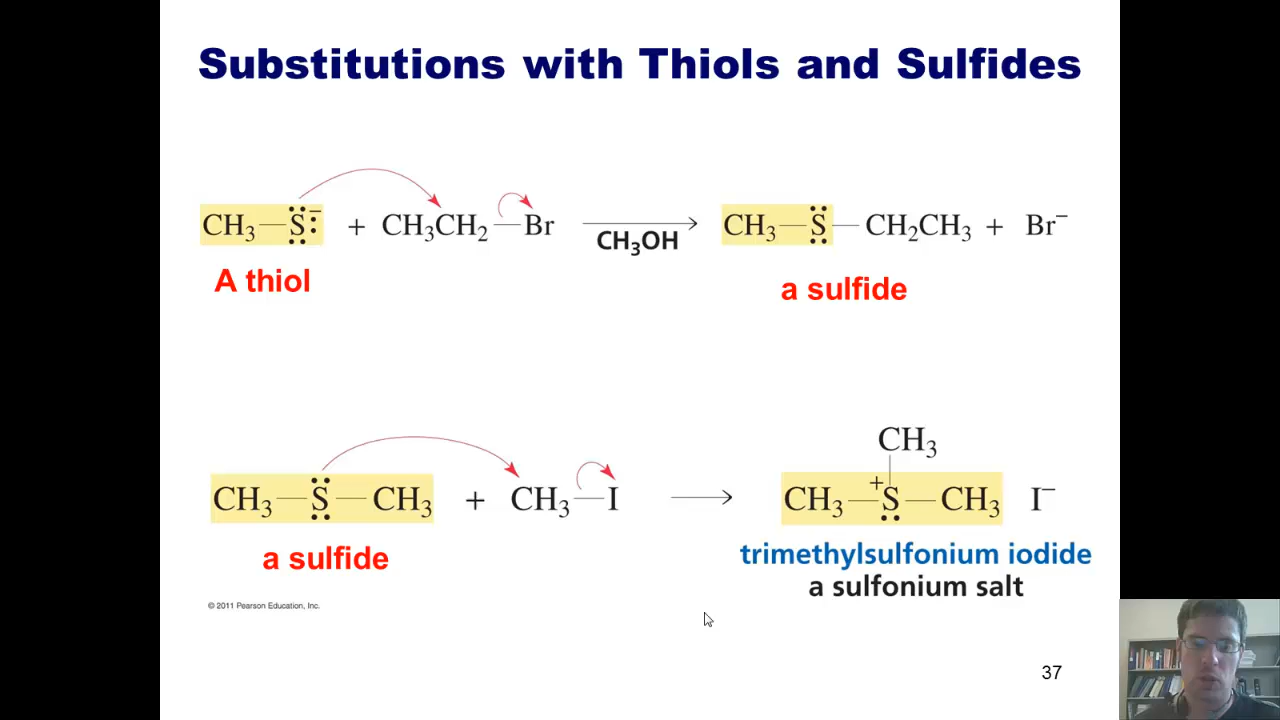 Substitutions with Thiols and Sulfides
CH₃—S̈:⁻ + CH₃CH₂—Br ⟶ CH₃—S̈—CH₂CH₃ + Br⁻
CH₃OH
A thiol
a sulfide
CH₃
CH₃—S̈—CH₃ + CH₃—I ⟶ CH₃—S⁺—CH₃ I⁻
trimethylsulfonium iodide
a sulfide
a sulfonium salt
© 2011 Pearson Education, Inc.
37